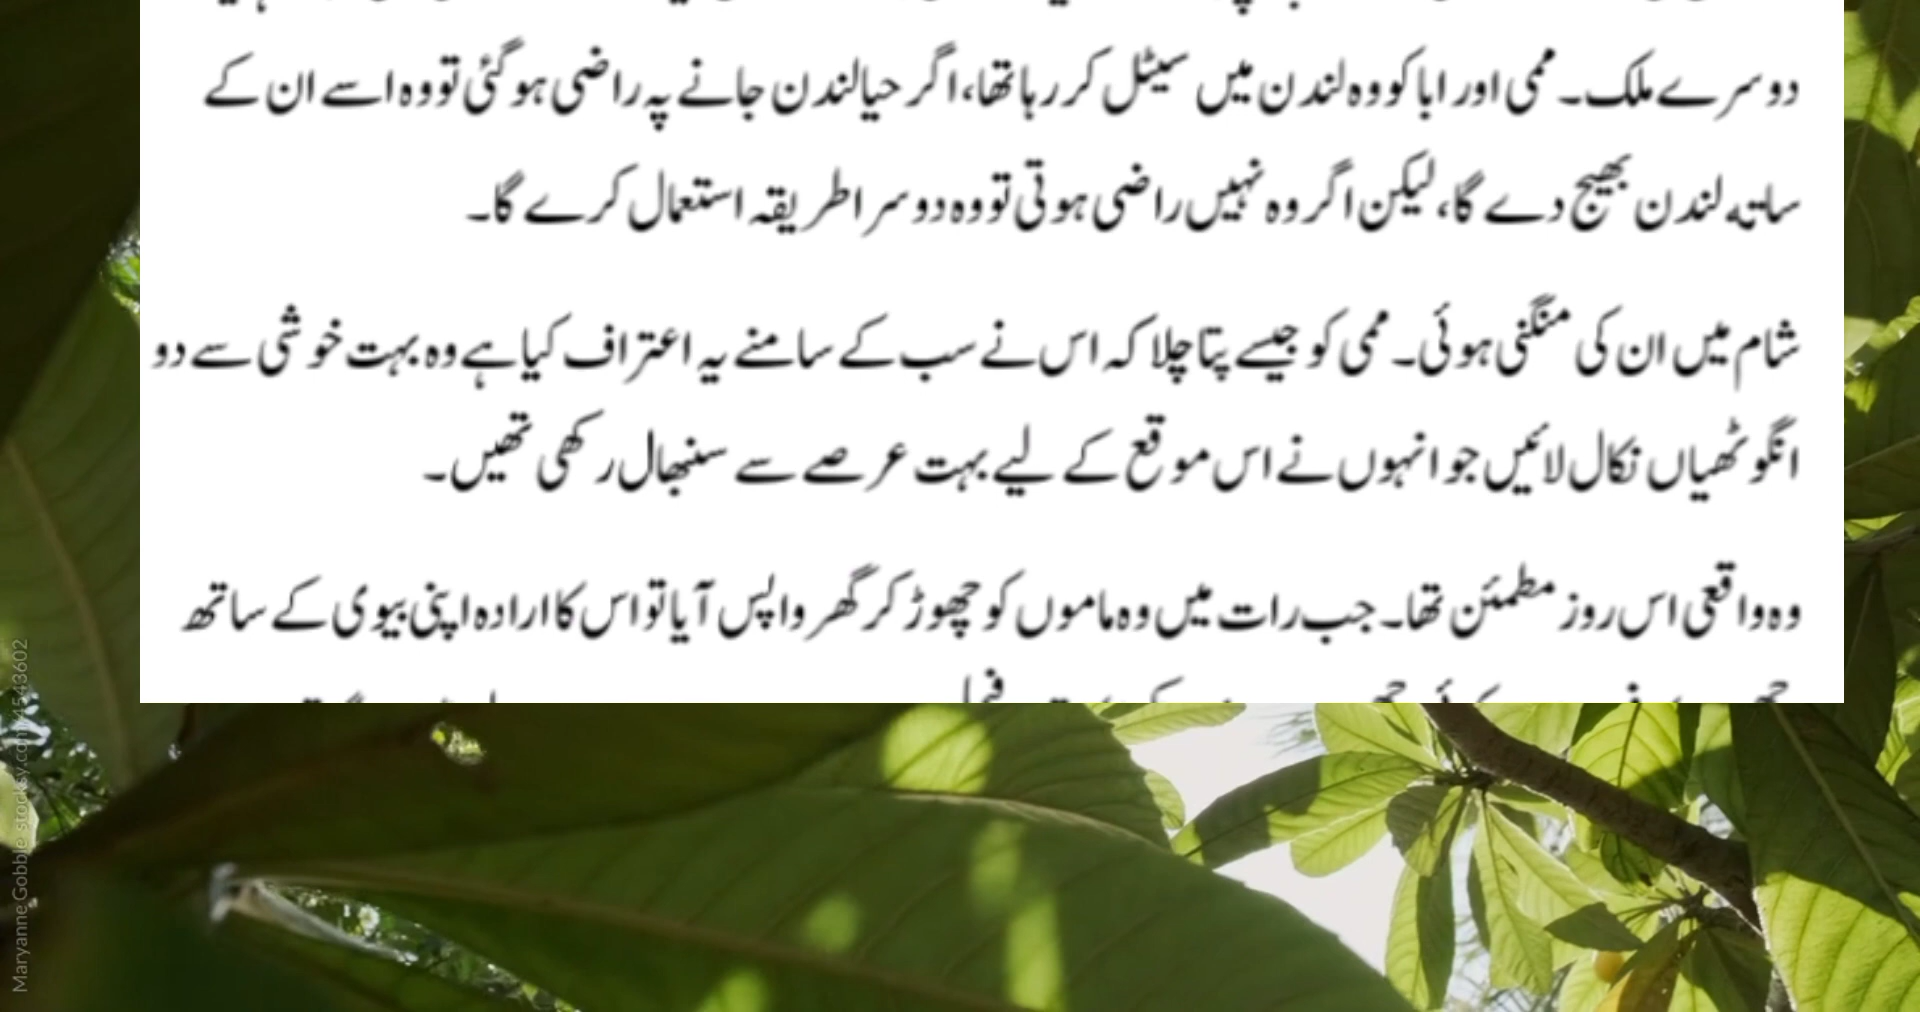 دوسرے ملک۔ ممی اور ابا کو وہ لندن میں سیٹل کر رہا تھا، اگر حیا لندن جانے پہ راضی ہو گئی تو وہ اسے ان کے
ساتھ لندن بھیج دے گا، لیکن اگر وہ نہیں راضی ہوتی تو وہ دوسرا طریقہ استعمال کرے گا۔
شام میں ان کی منگنی ہوئی۔ ممی کو جیسے پتا چلا کہ اس نے سب کے سامنے یہ اعتراف کیا ہے وہ بہت خوشی سے دو
انگوٹھیاں نکال لائیں جو انہوں نے اس موقع کے لیے بہت عرصے سے سنبھال رکھی تھیں۔
وہ واقعی اس روز مطمئن تھا۔ جب رات میں وہ ماموں کو چھوڑ کر گھر واپس آیا تو اس کا ارادہ اپنی بیوی کے ساتھ
Maryanne Gobble stocksy.com/4543602